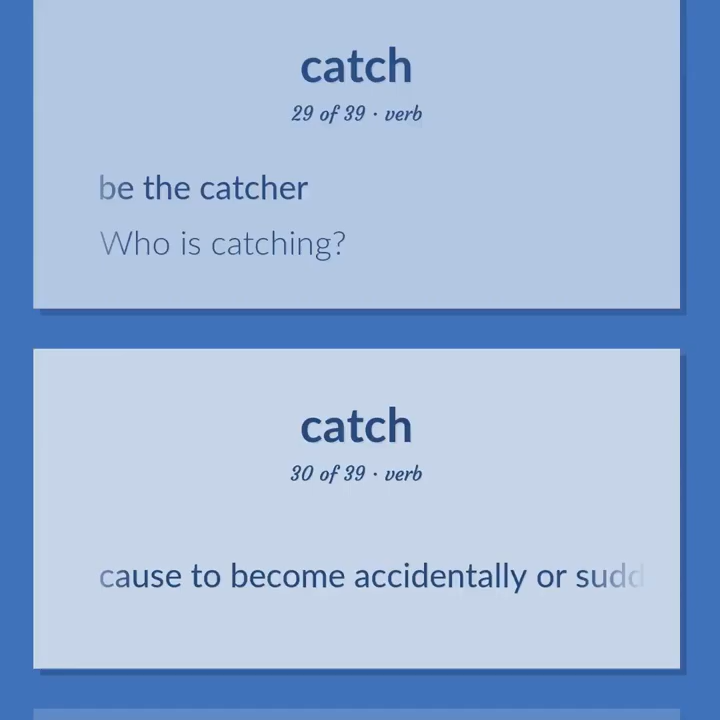 catch
29 of 39 · verb
be the catcher
Who is catching?
catch
30 of 39 · verb
cause to become accidentally or sudd